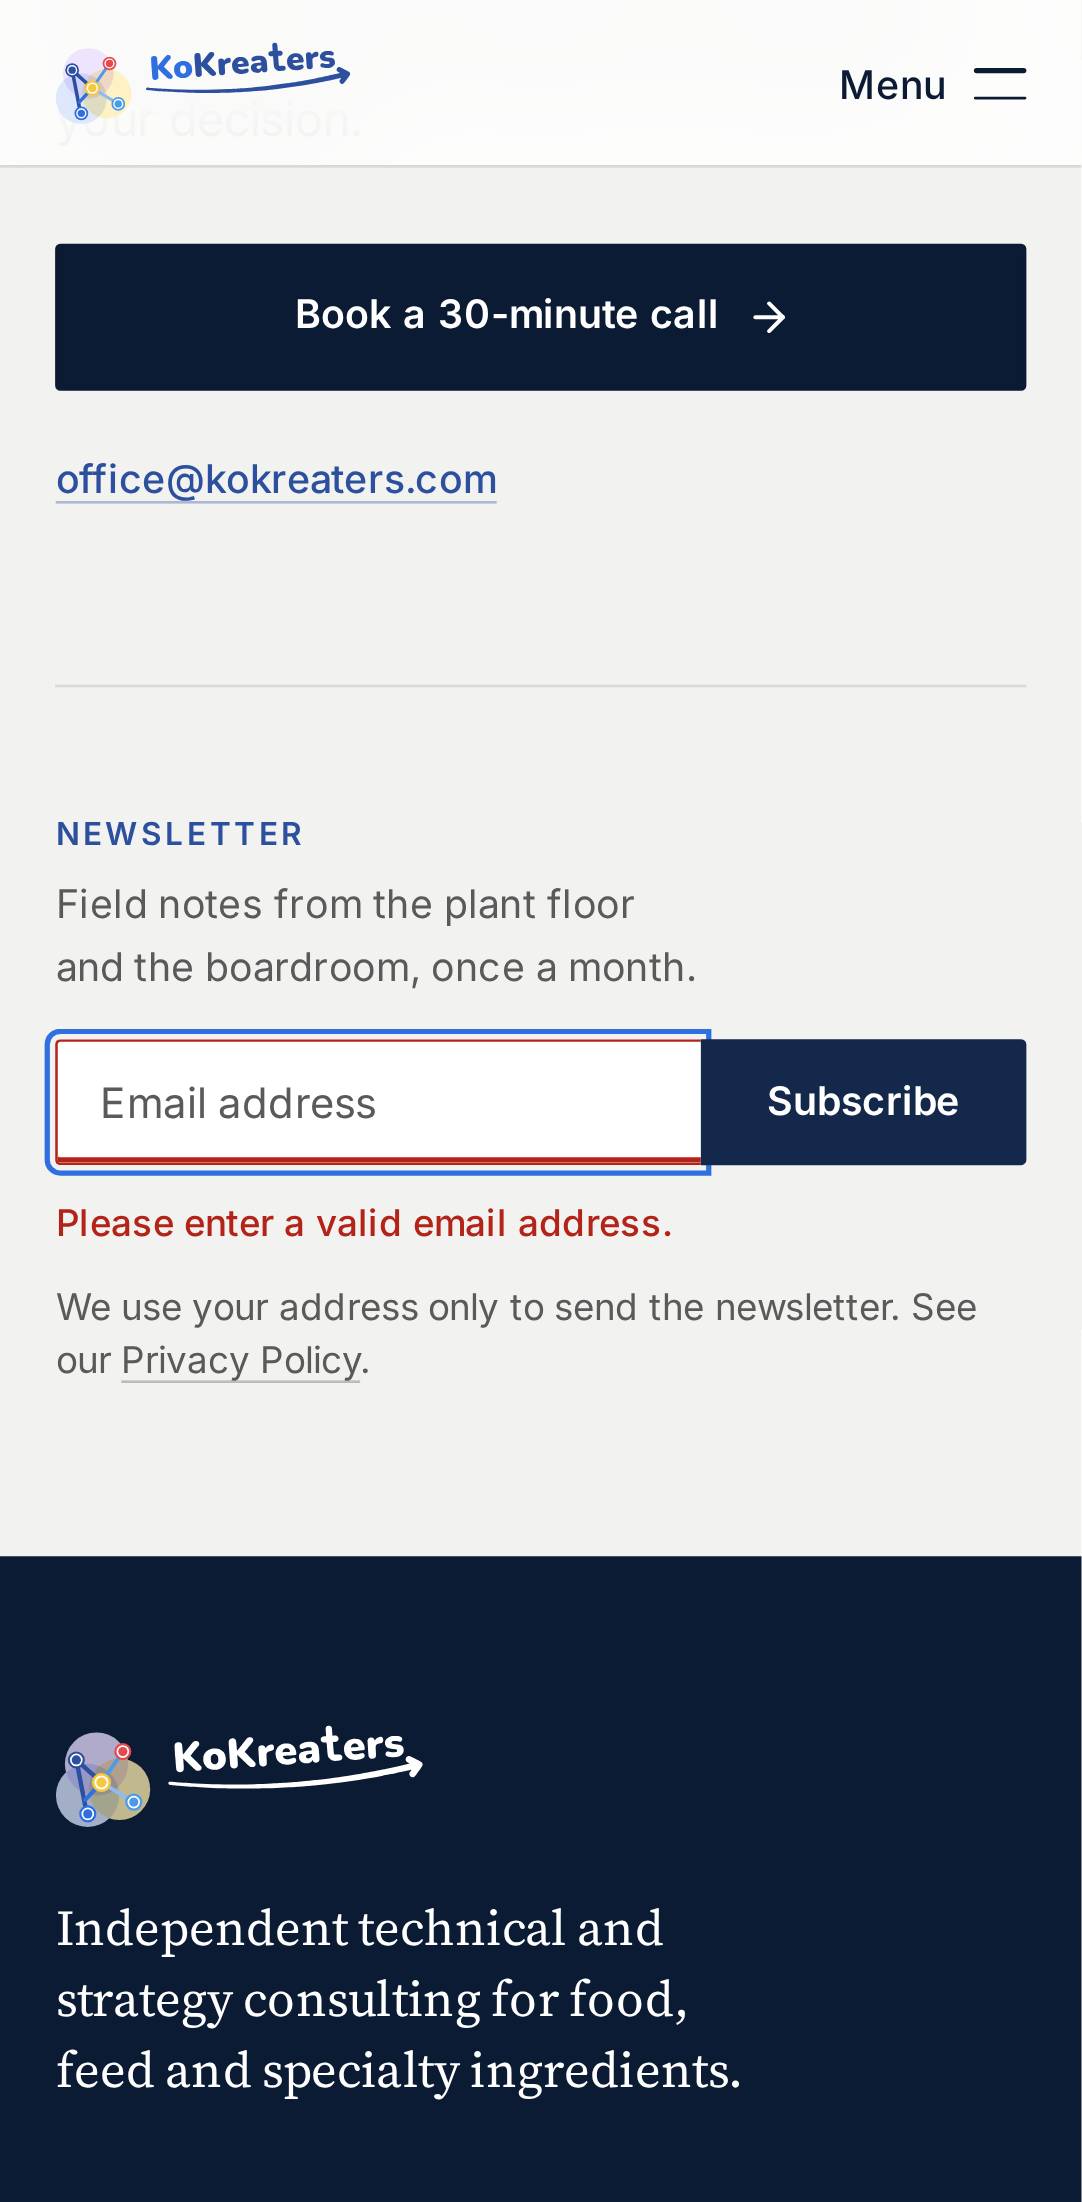 KoKreaters
Menu
your decision.
Book a 30-minute call →
office@kokreaters.com
NEWSLETTER
Field notes from the plant floor
and the boardroom, once a month.
Email address
Subscribe
Please enter a valid email address.
We use your address only to send the newsletter. See
our Privacy Policy.
KoKreaters
Independent technical and
strategy consulting for food,
feed and specialty ingredients.